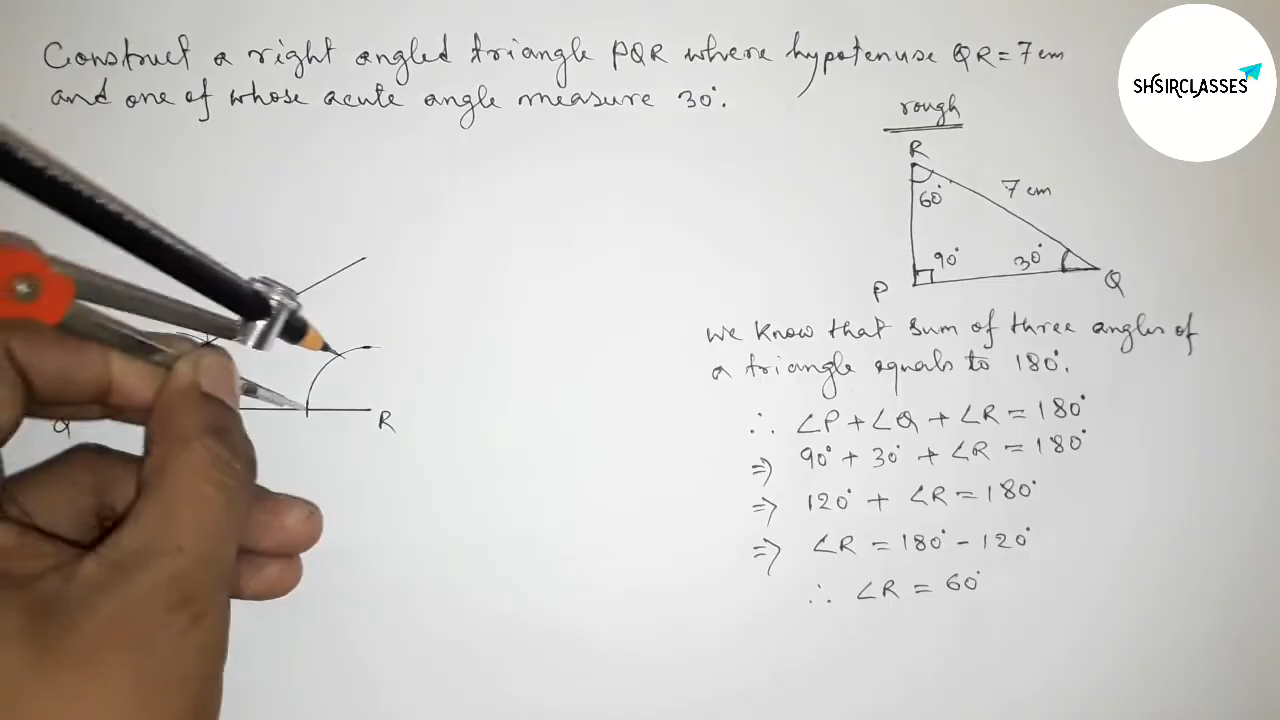 Construct a right angled triangle PQR where hypotenuse QR = 7 cm
and one of whose acute angle measure 30°.
SHSIRCLASSES
rough
R
60°
7 cm
90°
30°
P
Q
we know that sum of three angles of
a triangle equals to 180°.
∴ ∠P + ∠Q + ∠R = 180°
⇒ 90° + 30° + ∠R = 180°
⇒ 120° + ∠R = 180°
⇒ ∠R = 180° - 120°
∴ ∠R = 60°
Q
R